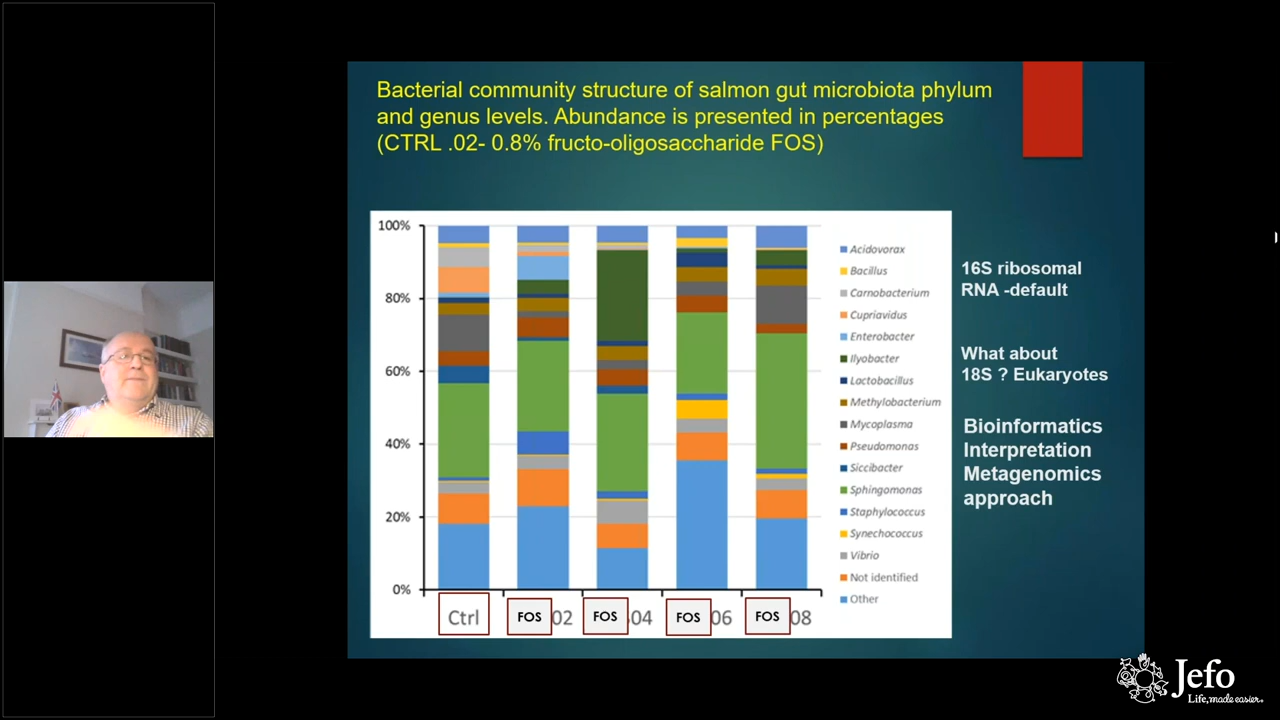 Bacterial community structure of salmon gut microbiota phylum
and genus levels. Abundance is presented in percentages
(CTRL .02- 0.8% fructo-oligosaccharide FOS)
100%
80%
60%
40%
20%
0%
Ctrl
FOS 02
FOS 04
FOS 06
FOS 08
Acidovorax
Bacillus
Carnobacterium
Cupriavidus
Enterobacter
Ilyobacter
Lactobacillus
Methylobacterium
Mycoplasma
Pseudomonas
Siccibacter
Sphingomonas
Staphylococcus
Synechococcus
Vibrio
Not identified
Other
16S ribosomal
RNA -default
What about
18S ? Eukaryotes
Bioinformatics
Interpretation
Metagenomics
approach
Jefo
Life, made easier.